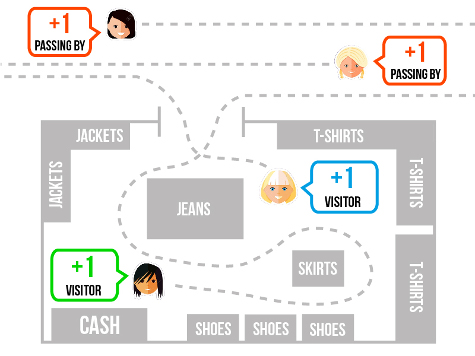 +1
PASSING BY
+1
PASSING BY
JACKETS
T-SHIRTS
JACKETS
T-SHIRTS
+1
VISITOR
JEANS
+1
VISITOR
SKIRTS
T-SHIRTS
CASH
SHOES
SHOES
SHOES